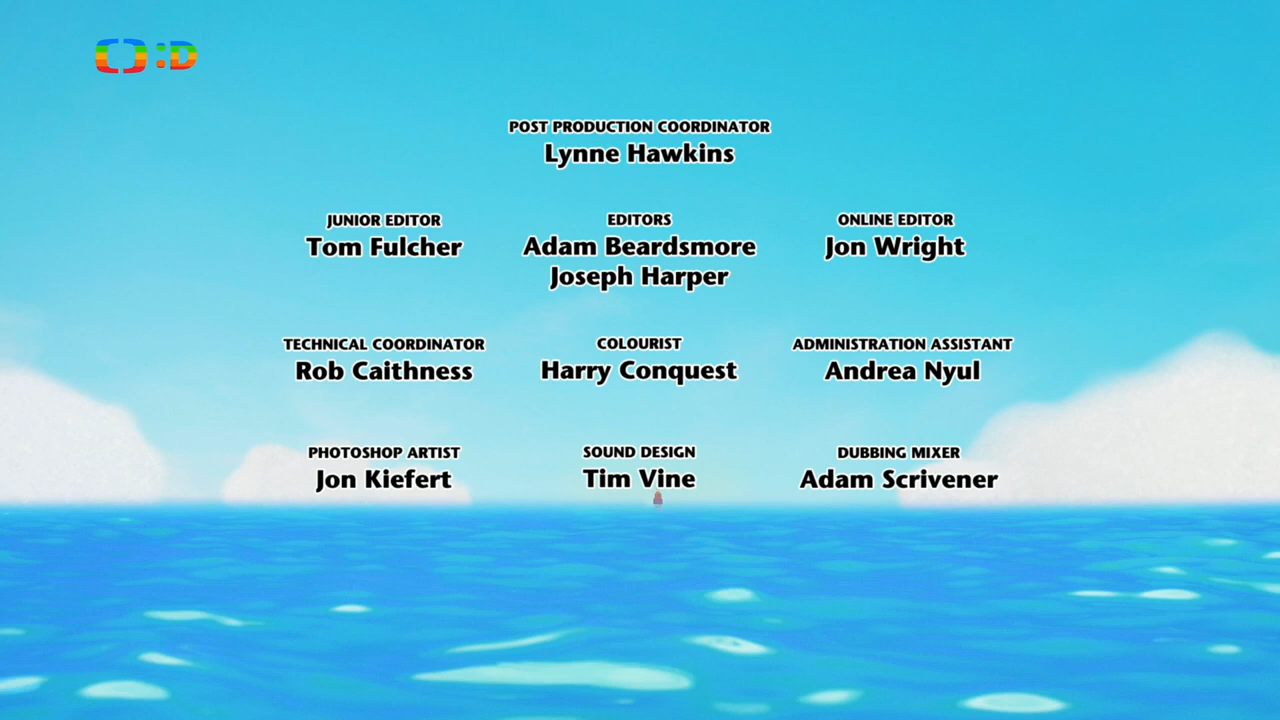 :D
POST PRODUCTION COORDINATOR
Lynne Hawkins
JUNIOR EDITOR
Tom Fulcher
EDITORS
Adam Beardsmore
Joseph Harper
ONLINE EDITOR
Jon Wright
TECHNICAL COORDINATOR
Rob Caithness
COLOURIST
Harry Conquest
ADMINISTRATION ASSISTANT
Andrea Nyul
PHOTOSHOP ARTIST
Jon Kiefert
SOUND DESIGN
Tim Vine
DUBBING MIXER
Adam Scrivener